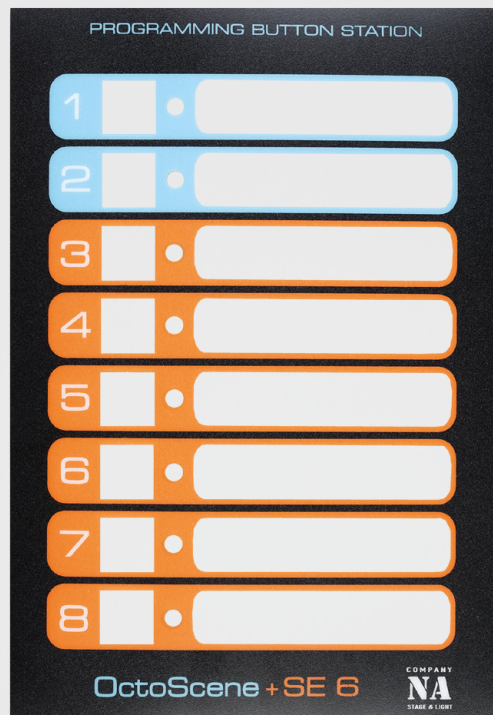 PROGRAMMING BUTTON STATION
1
2
3
4
5
6
7
8
OctoScene + SE 6
COMPANY
NA
STAGE & LIGHT